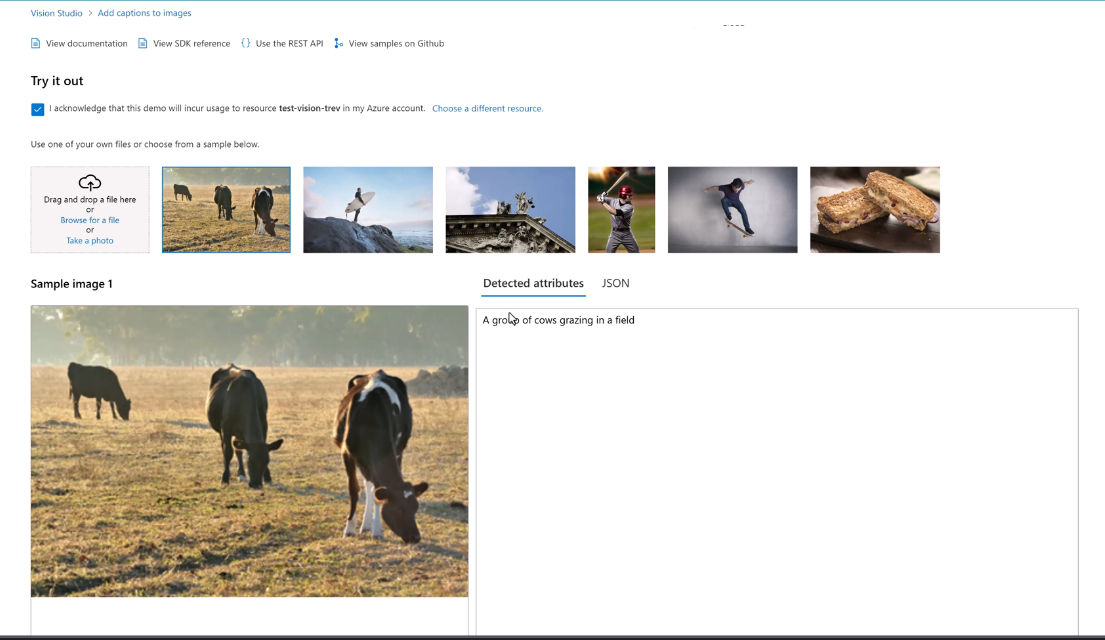 Vision Studio > Add captions to images
View documentation View SDK reference {} Use the REST API View samples on Github
Try it out
I acknowledge that this demo will incur usage to resource test-vision-trev in my Azure account. Choose a different resource.
Use one of your own files or choose from a sample below.
Drag and drop a file here
or
Browse for a file
or
Take a photo
Sample image 1
Detected attributes JSON
A group of cows grazing in a field